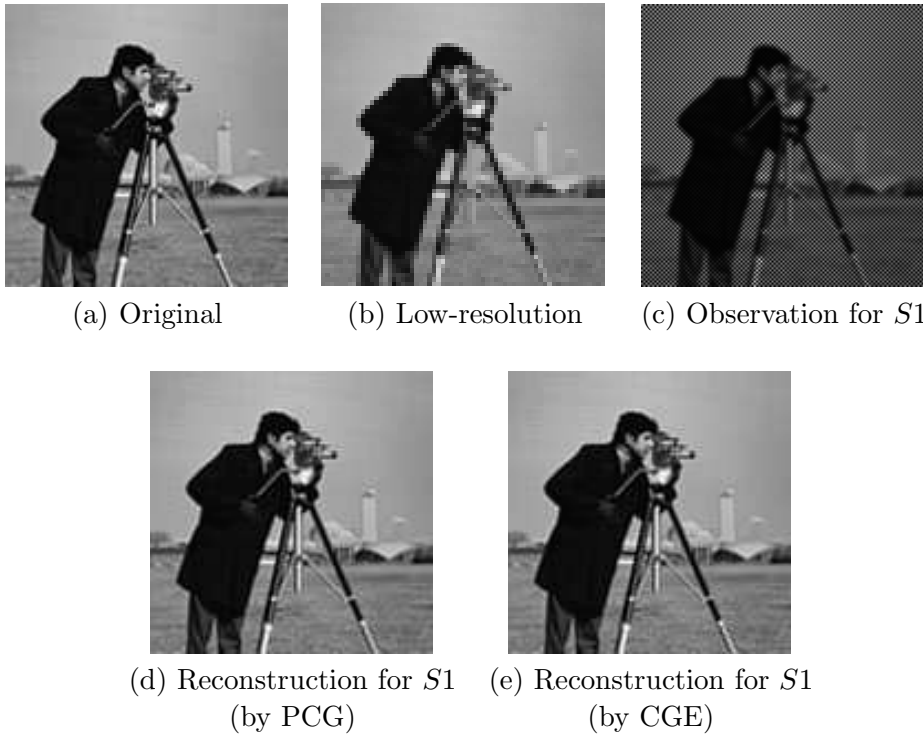 (a) Original
(b) Low-resolution
(c) Observation for S1
(d) Reconstruction for S1
(by PCG)
(e) Reconstruction for S1
(by CGE)